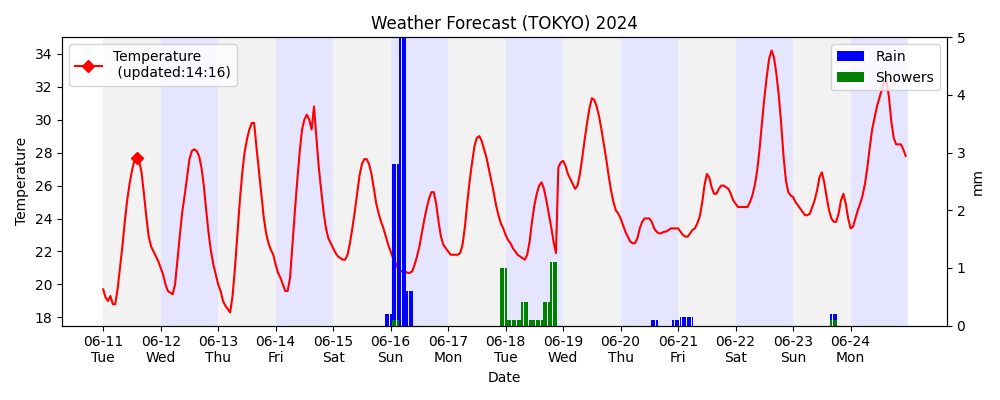 Weather Forecast (TOKYO) 2024
Temperature
(updated:14:16)
Rain
Showers
34
32
30
28
26
24
22
20
18
Temperature
5
4
3
2
1
0
mm
06-11 06-12 06-13 06-14 06-15 06-16 06-17 06-18 06-19 06-20 06-21 06-22 06-23 06-24
Tue Wed Thu Fri Sat Sun Mon Tue Wed Thu Fri Sat Sun Mon
Date